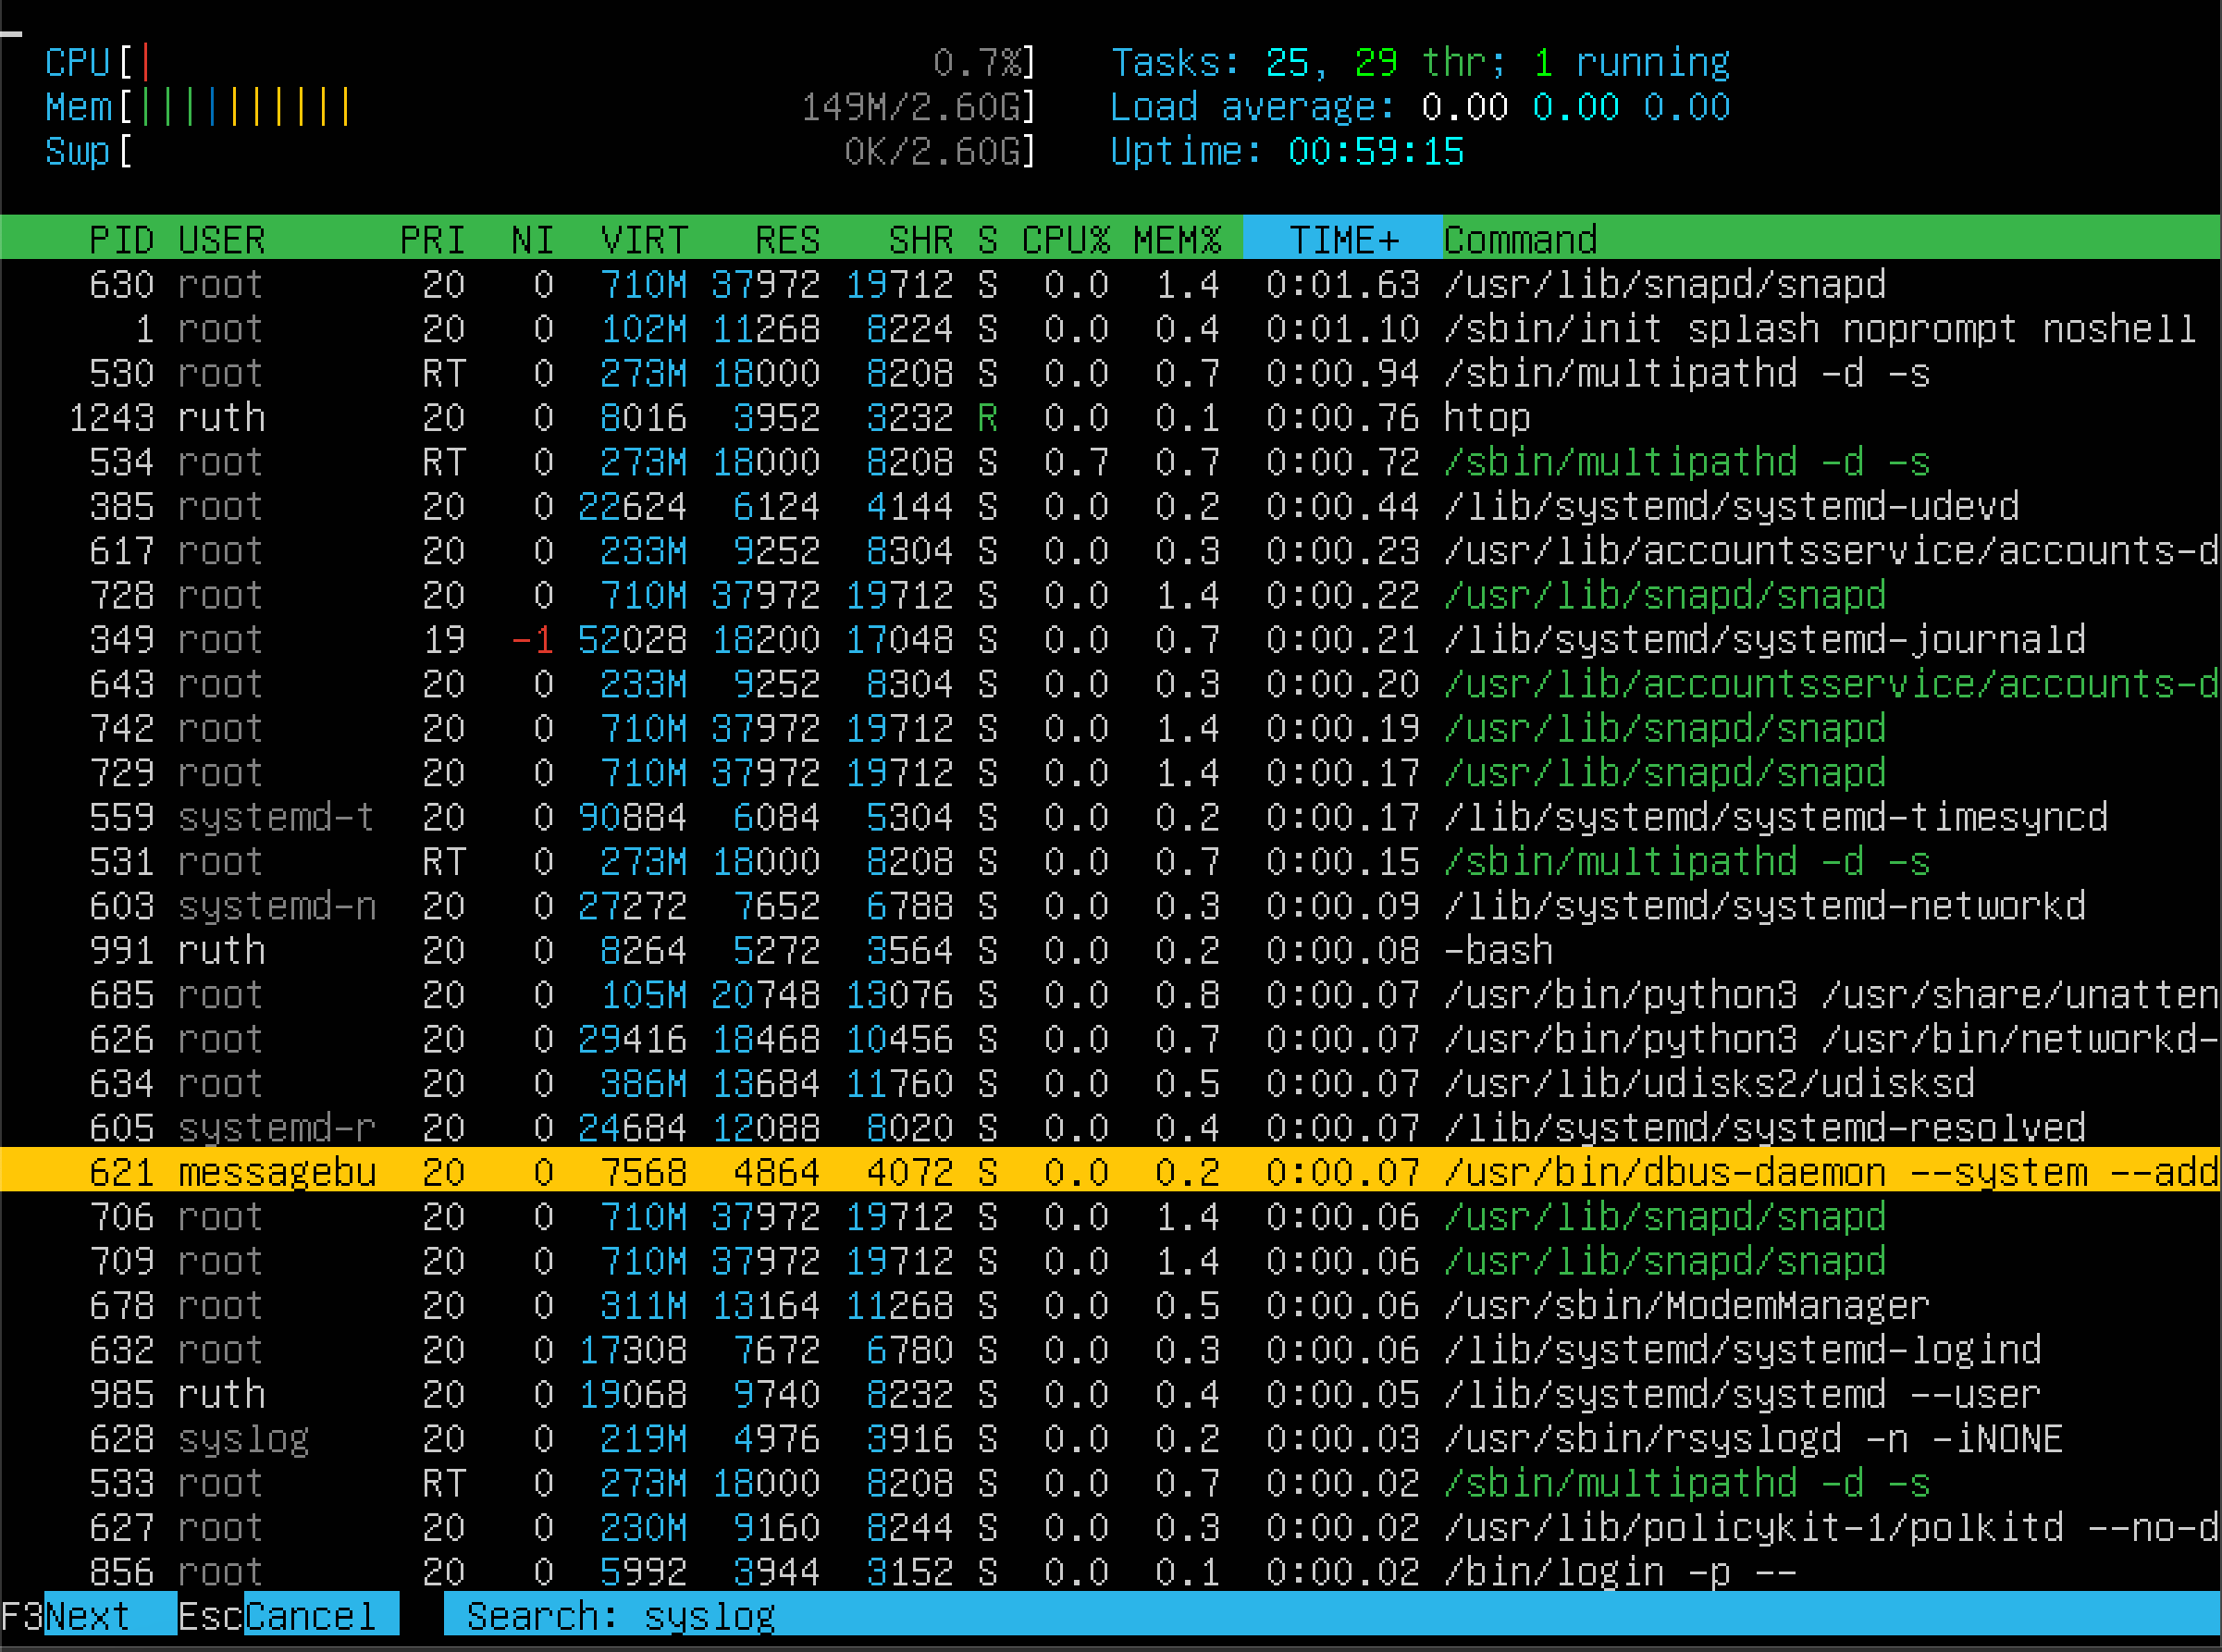 CPU[| 0.7%] Tasks: 25, 29 thr; 1 running
Mem[|||||||||| 149M/2.60G] Load average: 0.00 0.00 0.00
Swp[ 0K/2.60G] Uptime: 00:59:15
PID USER PRI NI VIRT RES SHR S CPU% MEM% TIME+ Command
630 root 20 0 710M 37972 19712 S 0.0 1.4 0:01.63 /usr/lib/snapd/snapd
1 root 20 0 102M 11268 8224 S 0.0 0.4 0:01.10 /sbin/init splash noprompt noshell
530 root RT 0 273M 18000 8208 S 0.0 0.7 0:00.94 /sbin/multipathd -d -s
1243 ruth 20 0 8016 3952 3232 R 0.0 0.1 0:00.76 htop
534 root RT 0 273M 18000 8208 S 0.7 0.7 0:00.72 /sbin/multipathd -d -s
385 root 20 0 22624 6124 4144 S 0.0 0.2 0:00.44 /lib/systemd/systemd-udevd
617 root 20 0 233M 9252 8304 S 0.0 0.3 0:00.23 /usr/lib/accountsservice/accounts-d
728 root 20 0 710M 37972 19712 S 0.0 1.4 0:00.22 /usr/lib/snapd/snapd
349 root 19 -1 52028 18200 17048 S 0.0 0.7 0:00.21 /lib/systemd/systemd-journald
643 root 20 0 233M 9252 8304 S 0.0 0.3 0:00.20 /usr/lib/accountsservice/accounts-d
742 root 20 0 710M 37972 19712 S 0.0 1.4 0:00.19 /usr/lib/snapd/snapd
729 root 20 0 710M 37972 19712 S 0.0 1.4 0:00.17 /usr/lib/snapd/snapd
559 systemd-t 20 0 90884 6084 5304 S 0.0 0.2 0:00.17 /lib/systemd/systemd-timesyncd
531 root RT 0 273M 18000 8208 S 0.0 0.7 0:00.15 /sbin/multipathd -d -s
603 systemd-n 20 0 27272 7652 6788 S 0.0 0.3 0:00.09 /lib/systemd/systemd-networkd
991 ruth 20 0 8264 5272 3564 S 0.0 0.2 0:00.08 -bash
685 root 20 0 105M 20748 13076 S 0.0 0.8 0:00.07 /usr/bin/python3 /usr/share/unatten
626 root 20 0 29416 18468 10456 S 0.0 0.7 0:00.07 /usr/bin/python3 /usr/bin/networkd-
634 root 20 0 386M 13684 11760 S 0.0 0.5 0:00.07 /usr/lib/udisks2/udisksd
605 systemd-r 20 0 24684 12088 8020 S 0.0 0.4 0:00.07 /lib/systemd/systemd-resolved
621 messagebu 20 0 7568 4864 4072 S 0.0 0.2 0:00.07 /usr/bin/dbus-daemon --system --add
706 root 20 0 710M 37972 19712 S 0.0 1.4 0:00.06 /usr/lib/snapd/snapd
709 root 20 0 710M 37972 19712 S 0.0 1.4 0:00.06 /usr/lib/snapd/snapd
678 root 20 0 311M 13164 11268 S 0.0 0.5 0:00.06 /usr/sbin/ModemManager
632 root 20 0 17308 7672 6780 S 0.0 0.3 0:00.06 /lib/systemd/systemd-logind
985 ruth 20 0 19068 9740 8232 S 0.0 0.4 0:00.05 /lib/systemd/systemd --user
628 syslog 20 0 219M 4976 3916 S 0.0 0.2 0:00.03 /usr/sbin/rsyslogd -n -iNONE
533 root RT 0 273M 18000 8208 S 0.0 0.7 0:00.02 /sbin/multipathd -d -s
627 root 20 0 230M 9160 8244 S 0.0 0.3 0:00.02 /usr/lib/policykit-1/polkitd --no-d
856 root 20 0 5992 3944 3152 S 0.0 0.1 0:00.02 /bin/login -p --
F3Next EscCancel Search: syslog